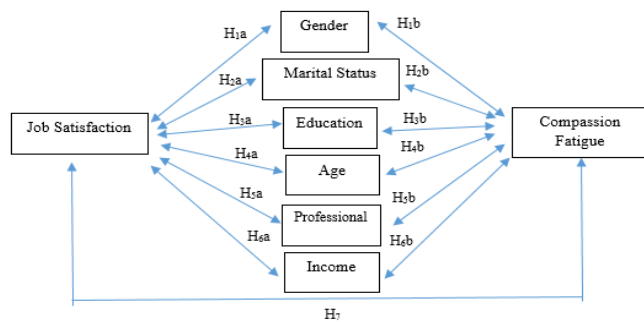 Gender
H1a
H1b
Marital Status
H2a
H2b
Job Satisfaction
H3a
Education
H3b
Compassion
Fatigue
H4a
Age
H4b
H5a
Professional
H5b
H6a
Income
H6b
H7